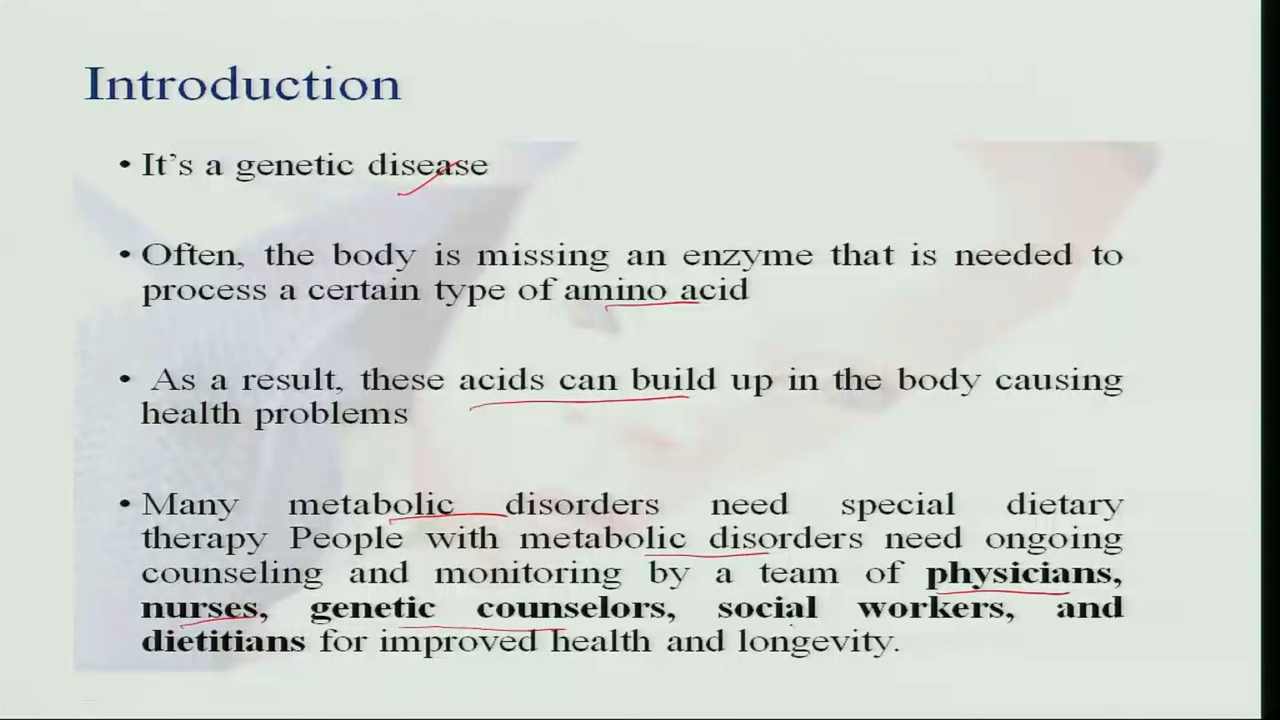 Introduction
• It's a genetic disease
• Often, the body is missing an enzyme that is needed to
process a certain type of amino acid
• As a result, these acids can build up in the body causing
health problems
• Many metabolic disorders need special dietary
therapy People with metabolic disorders need ongoing
counseling and monitoring by a team of physicians,
nurses, genetic counselors, social workers, and
dietitians for improved health and longevity.